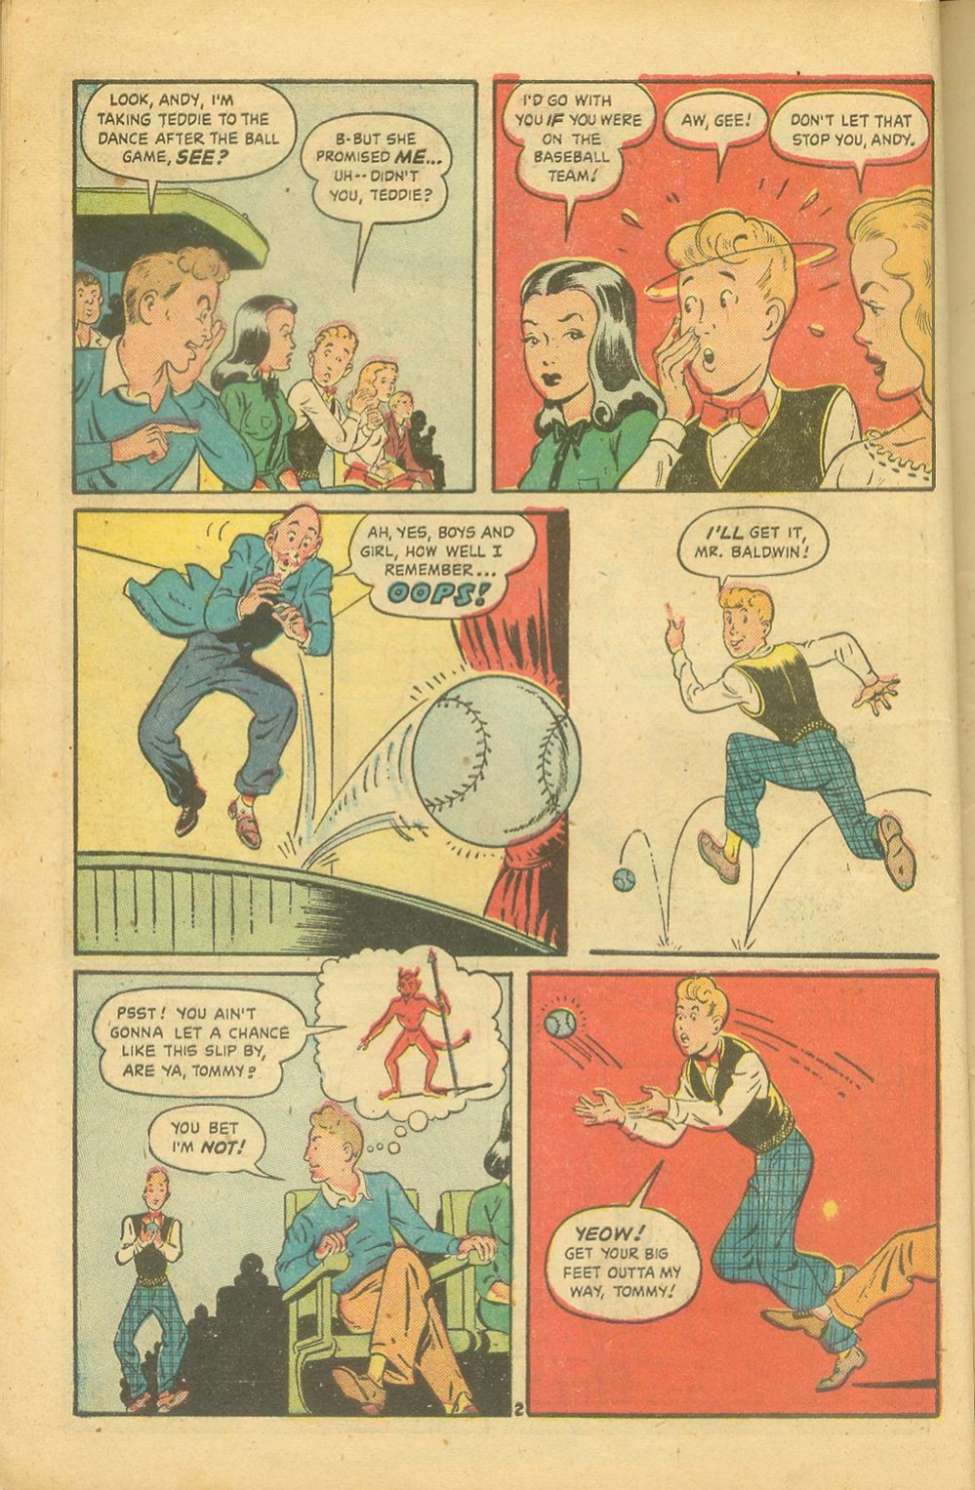 LOOK, ANDY, I'M
TAKING TEDDIE TO THE
DANCE AFTER THE BALL
GAME, SEE?
B-BUT SHE
PROMISED ME...
UH-- DIDN'T
YOU, TEDDIE?
I'D GO WITH
YOU IF YOU WERE
ON THE
BASEBALL
TEAM!
AW, GEE!
DON'T LET THAT
STOP YOU, ANDY.
AH, YES, BOYS AND
GIRL, HOW WELL I
REMEMBER...
OOPS!
I'LL GET IT,
MR. BALDWIN!
PSST! YOU AIN'T
GONNA LET A CHANCE
LIKE THIS SLIP BY,
ARE YA, TOMMY?
YOU BET
I'M NOT!
YEOW!
GET YOUR BIG
FEET OUTTA MY
WAY, TOMMY!
2